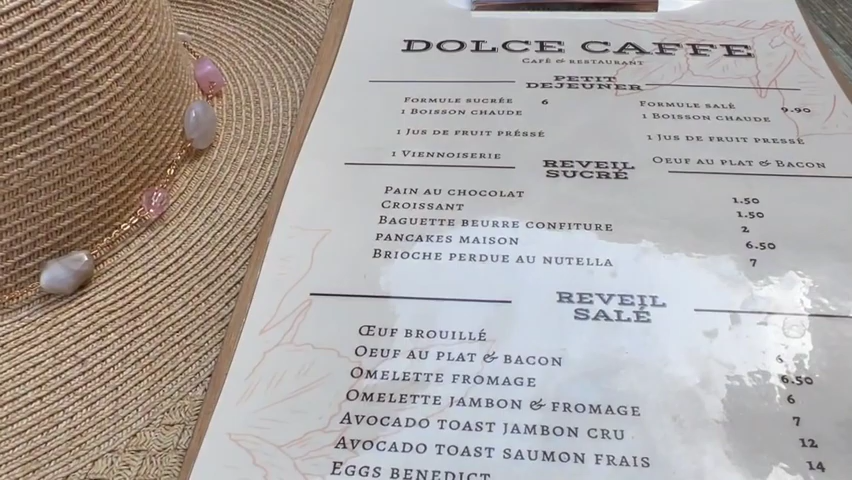 DOLCE CAFFE
CAFÈ & RESTAURANT
PETIT
DEJEUNER
FORMULE SUCRÉE 6
1 BOISSON CHAUDE
1 JUS DE FRUIT PRÉSSÉ
1 VIENNOISERIE
FORMULE SALÉ 9.90
1 BOISSON CHAUDE
1 JUS DE FRUIT PRESSÉ
OEUF AU PLAT & BACON
REVEIL
SUCRÉ
PAIN AU CHOCOLAT 1.50
CROISSANT 1.50
BAGUETTE BEURRE CONFITURE 2
PANCAKES MAISON 6.50
BRIOCHE PERDUE AU NUTELLA 7
REVEIL
SALÉ
ŒUF BROUILLÉ 6
OEUF AU PLAT & BACON 6.50
OMELETTE FROMAGE 6
OMELETTE JAMBON & FROMAGE 7
AVOCADO TOAST JAMBON CRU 12
AVOCADO TOAST SAUMON FRAIS 14
EGGS BENEDICT